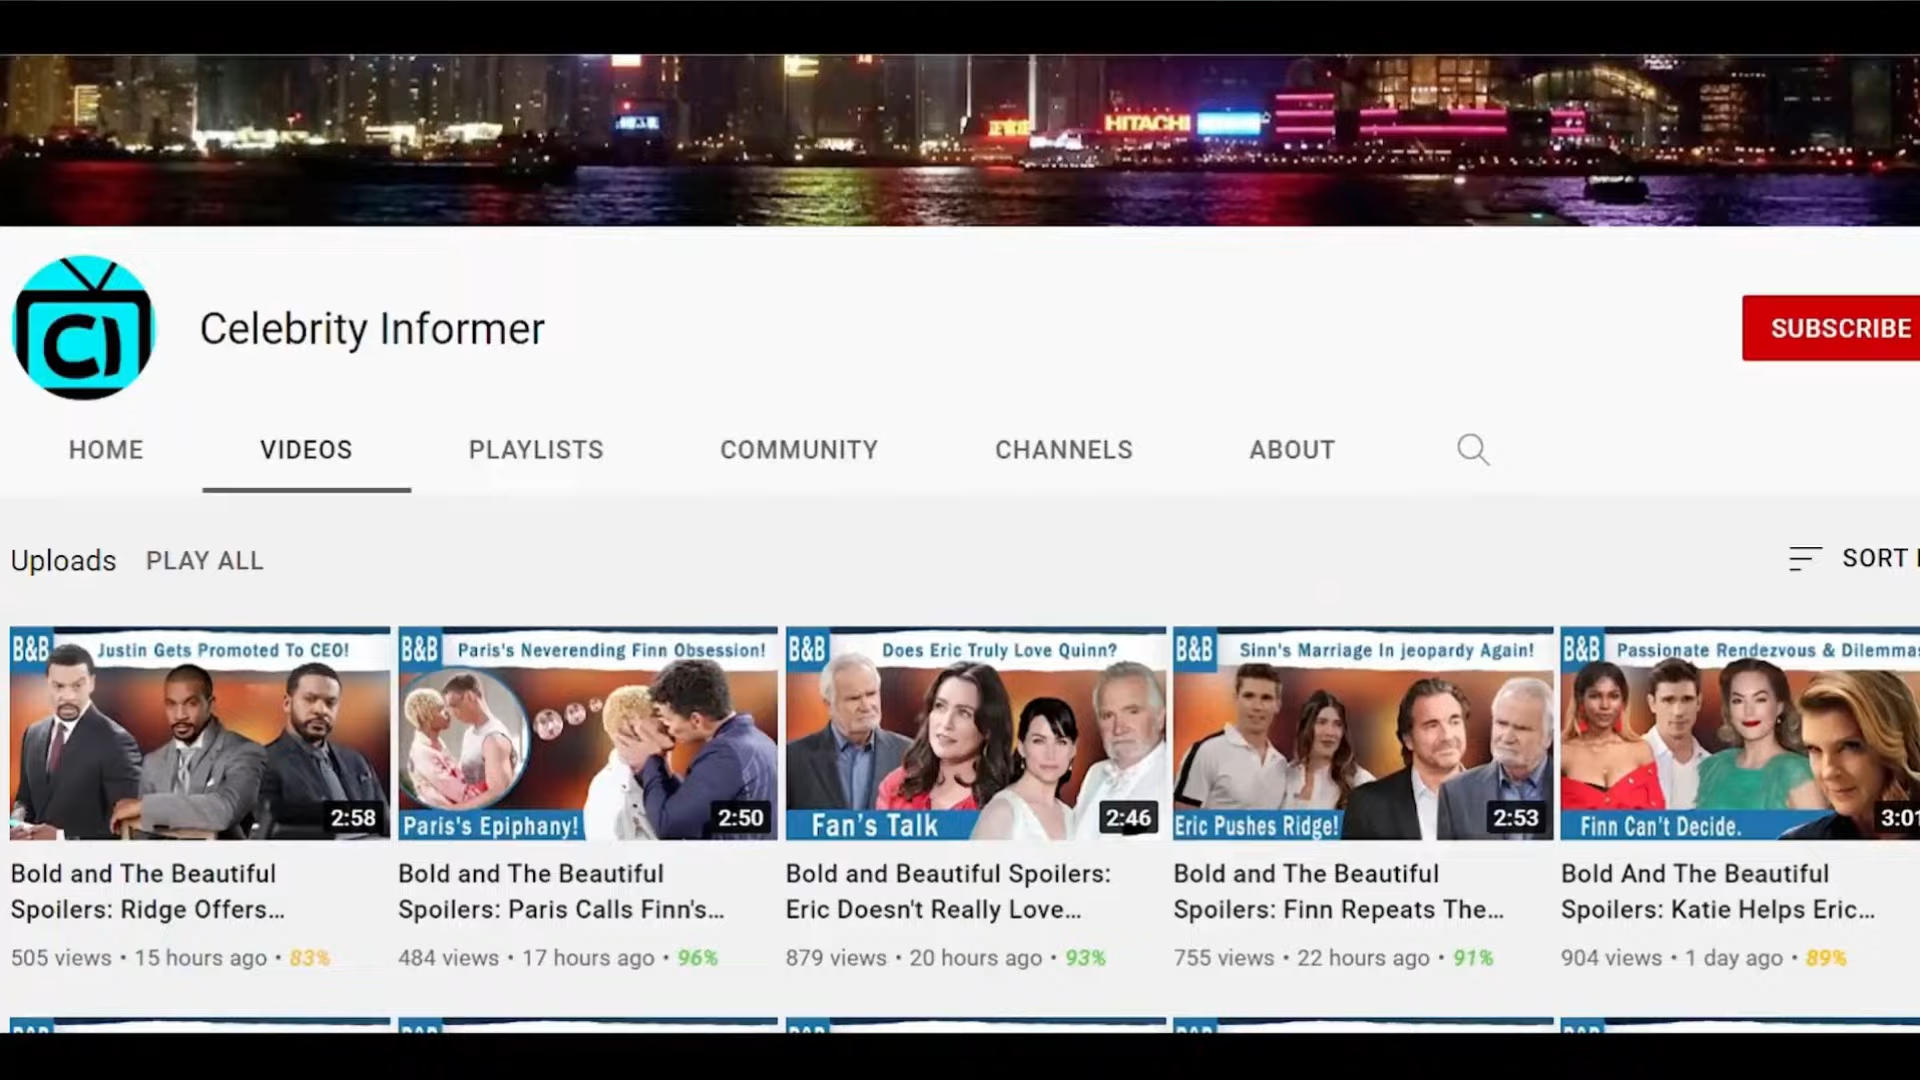 HITACHI
CI
Celebrity Informer
SUBSCRIBE
HOME
VIDEOS
PLAYLISTS
COMMUNITY
CHANNELS
ABOUT
Uploads PLAY ALL
SORT
B&B Justin Gets Promoted To CEO!
2:58
B&B Paris's Neverending Finn Obsession!
Paris's Epiphany!
2:50
B&B Does Eric Truly Love Quinn?
Fan's Talk
2:46
B&B Sinn's Marriage In jeopardy Again!
Eric Pushes Ridge!
2:53
B&B Passionate Rendezvous & Dilemmas
Finn Can't Decide.
3:01
Bold and The Beautiful
Spoilers: Ridge Offers...
505 views • 15 hours ago • 83%
Bold and The Beautiful
Spoilers: Paris Calls Finn's...
484 views • 17 hours ago • 96%
Bold and Beautiful Spoilers:
Eric Doesn't Really Love...
879 views • 20 hours ago • 93%
Bold and The Beautiful
Spoilers: Finn Repeats The...
755 views • 22 hours ago • 91%
Bold And The Beautiful
Spoilers: Katie Helps Eric...
904 views • 1 day ago • 89%